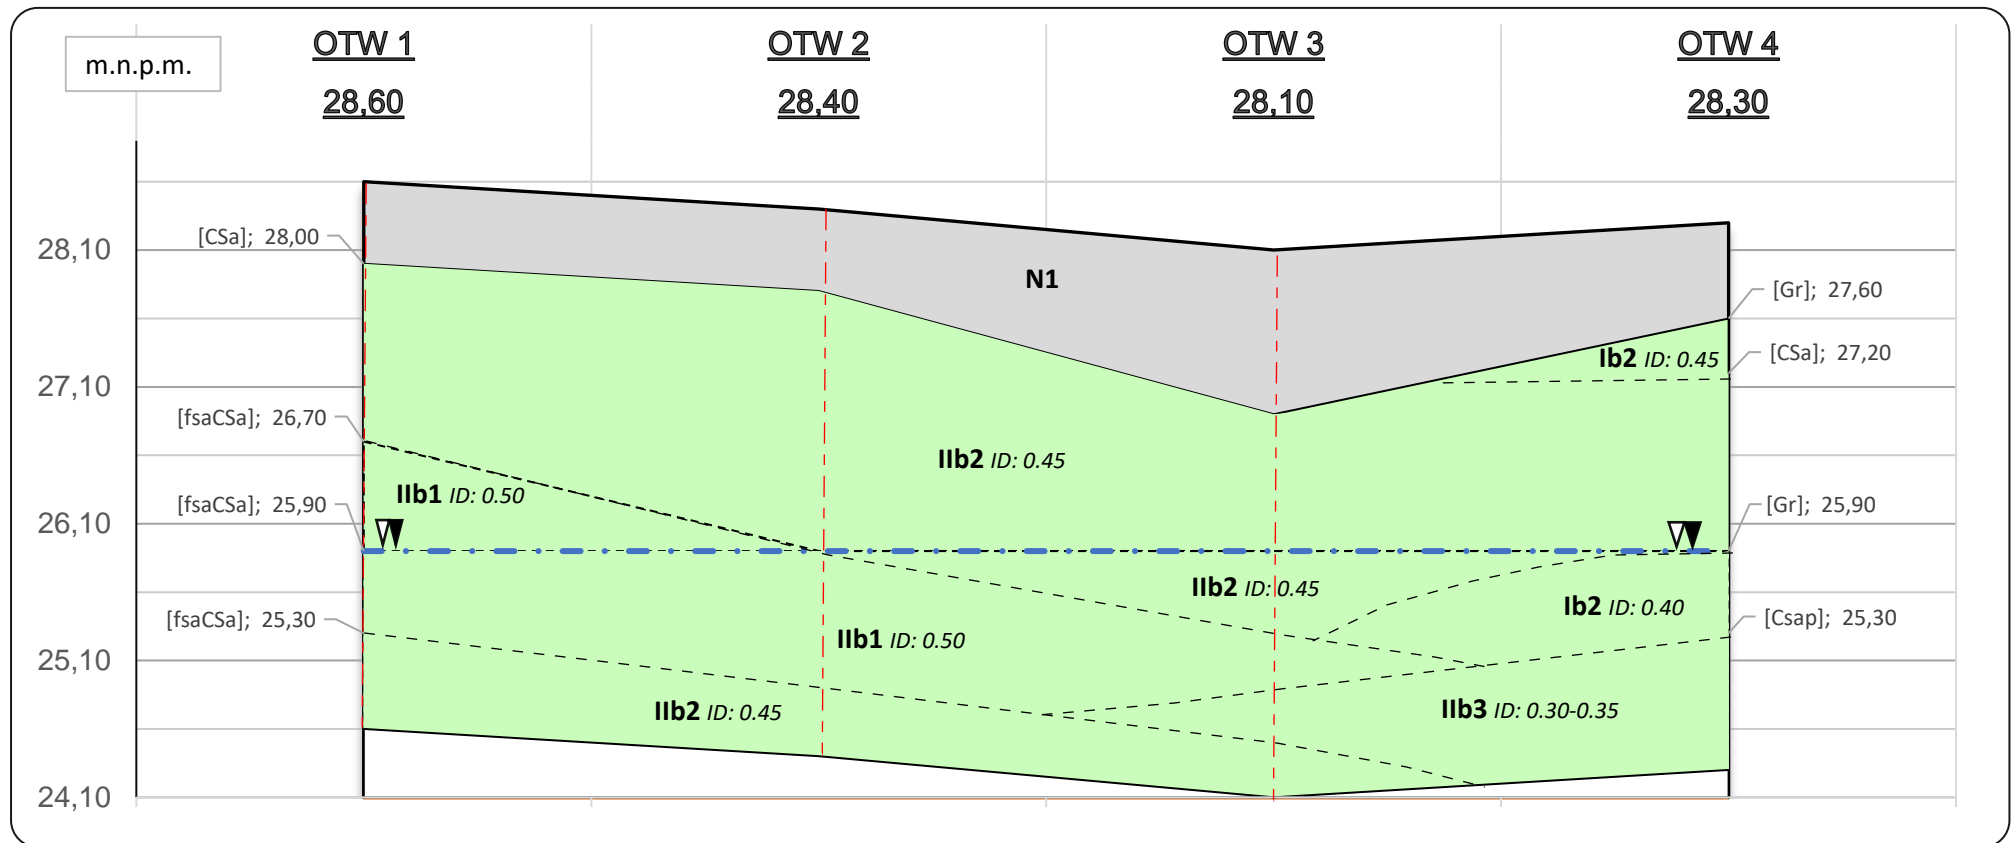 m.n.p.m.
OTW 1
OTW 2
OTW 3
OTW 4
28,60
28,40
28,10
28,30
[CSa]; 28,00
28,10
N1
[Gr]; 27,60
Ib2 ID: 0.45
[CSa]; 27,20
27,10
[fsaCSa]; 26,70
IIb2 ID: 0.45
IIb1 ID: 0.50
[fsaCSa]; 25,90
[Gr]; 25,90
26,10
IIb2 ID: 0.45
Ib2 ID: 0.40
[fsaCSa]; 25,30
[Csap]; 25,30
IIb1 ID: 0.50
25,10
IIb2 ID: 0.45
IIb3 ID: 0.30-0.35
24,10